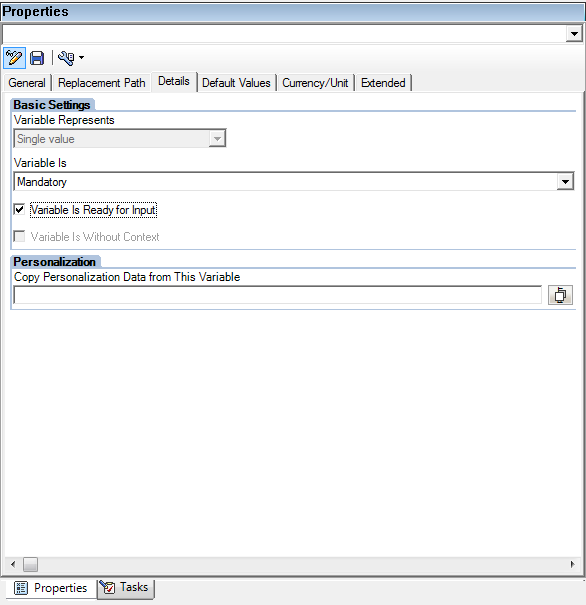 Properties
General Replacement Path Details Default Values Currency/Unit Extended
Basic Settings
Variable Represents
Single value
Variable Is
Mandatory
Variable Is Ready for Input
Variable Is Without Context
Personalization
Copy Personalization Data from This Variable
Properties Tasks